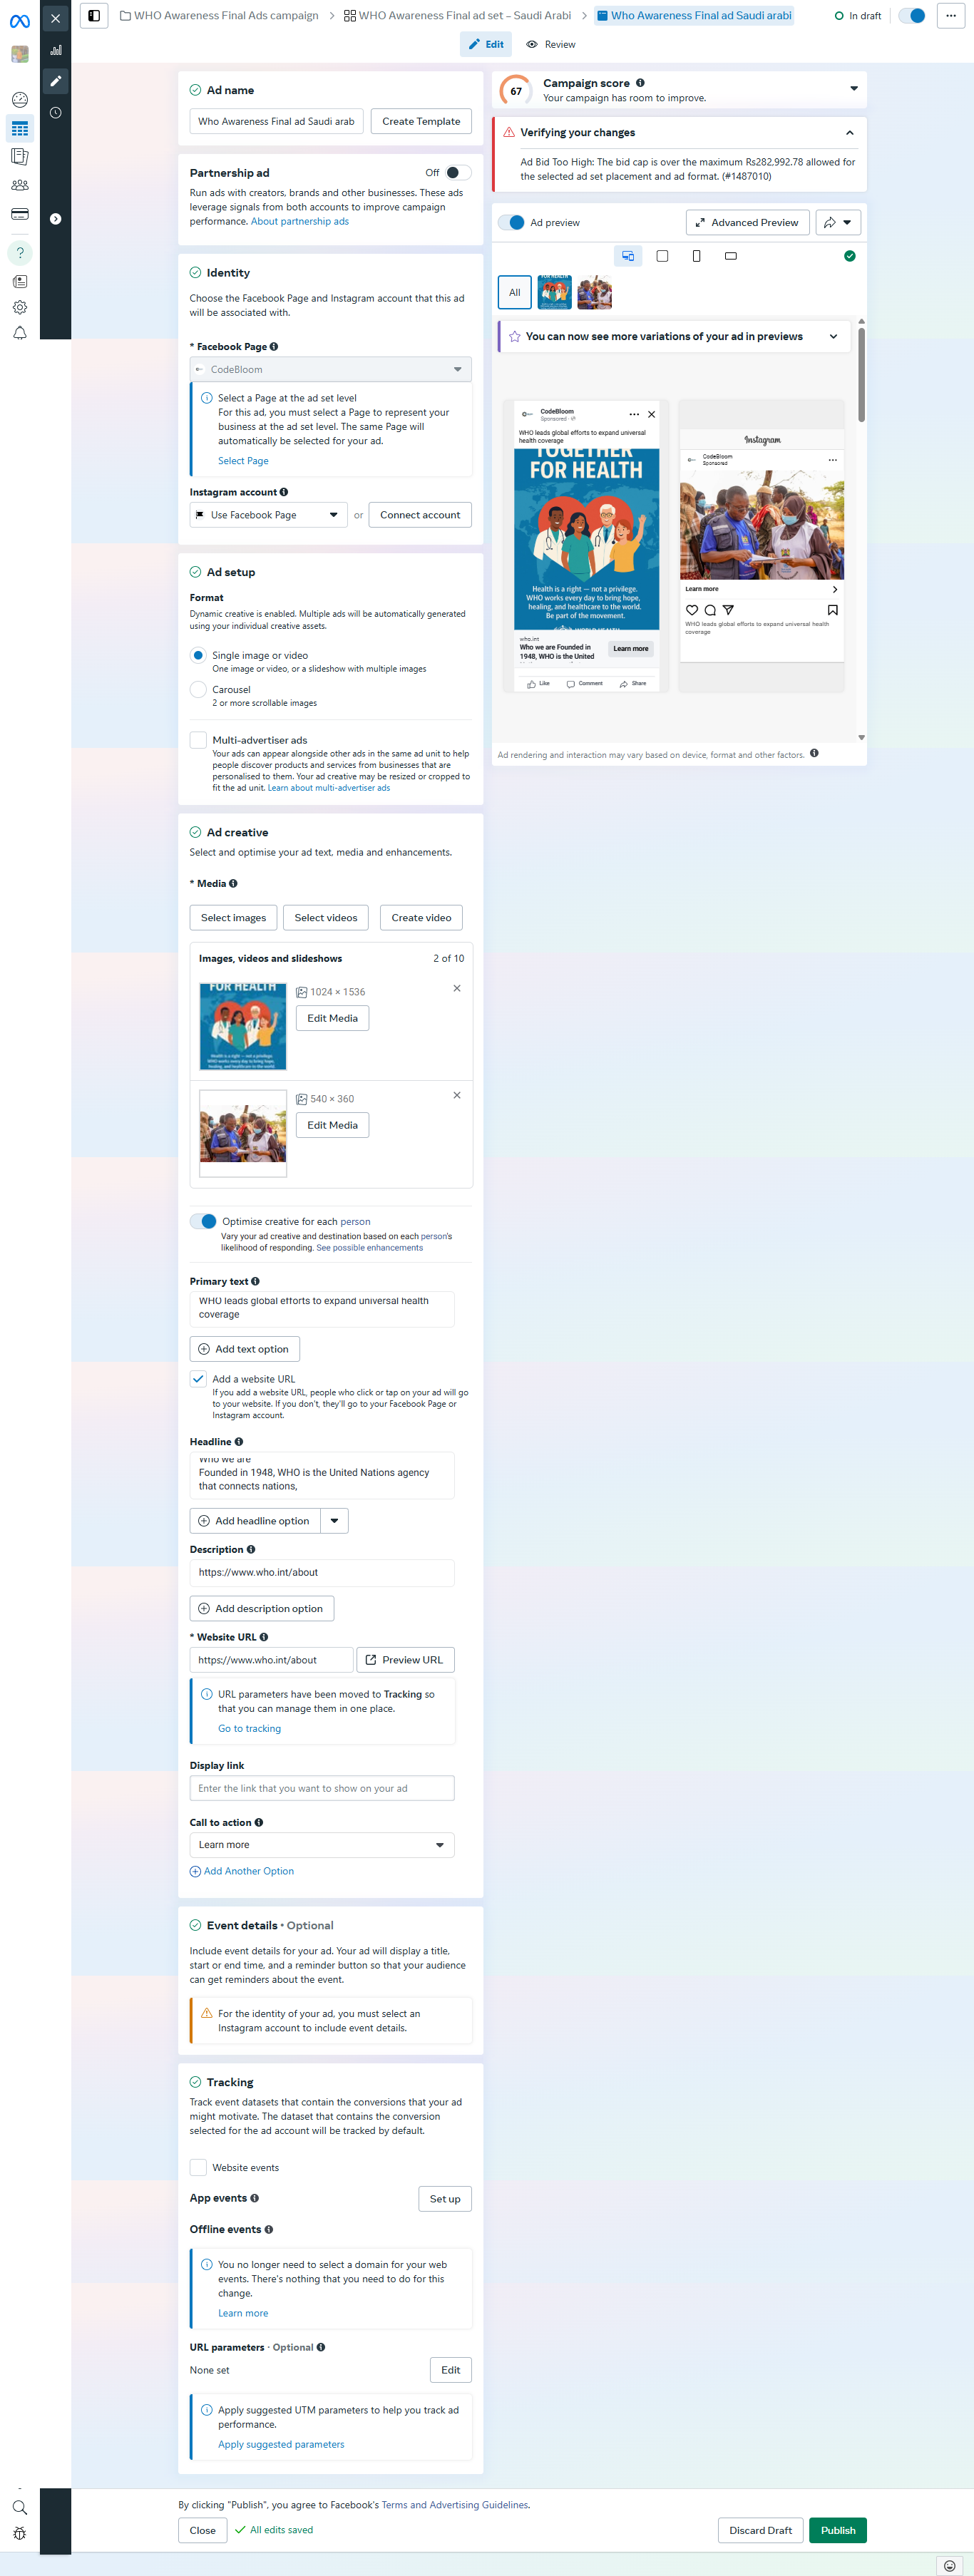 WHO Awareness Final Ads campaign
WHO Awareness Final ad set – Saudi Arabi
Who Awareness Final ad Saudi arabi
In draft
Edit
Review
Ad name
Who Awareness Final ad Saudi arab
Create Template
Partnership ad
Off
Run ads with creators, brands and other businesses. These ads
leverage signals from both accounts to improve campaign
performance. About partnership ads
Identity
Choose the Facebook Page and Instagram account that this ad
will be associated with.
* Facebook Page
CodeBloom
Select a Page at the ad set level
For this ad, you must select a Page to represent your
business at the ad set level. The same Page will
automatically be selected for your ad.
Select Page
Instagram account
Use Facebook Page
or
Connect account
Ad setup
Format
Dynamic creative is enabled. Multiple ads will be automatically generated
using your individual creative assets.
Single image or video
One image or video, or a slideshow with multiple images
Carousel
2 or more scrollable images
Multi-advertiser ads
Your ads can appear alongside other ads in the same ad unit to help
people discover products and services from businesses that are
personalised to them. Your ad creative may be resized or cropped to
fit the ad unit. Learn about multi-advertiser ads
Ad creative
Select and optimise your ad text, media and enhancements.
* Media
Select images
Select videos
Create video
Images, videos and slideshows
2 of 10
FOR HEALTH
Health is a right — not a privilege.
WHO works every day to bring hope,
healing, and healthcare to the world.
1024 × 1536
Edit Media
540 × 360
Edit Media
Optimise creative for each person
Vary your ad creative and destination based on each person's
likelihood of responding. See possible enhancements
Primary text
WHO leads global efforts to expand universal health
coverage
Add text option
Add a website URL
If you add a website URL, people who click or tap on your ad will go
to your website. If you don't, they'll go to your Facebook Page or
Instagram account.
Headline
Who we are
Founded in 1948, WHO is the United Nations agency
that connects nations,
Add headline option
Description
https://www.who.int/about
Add description option
* Website URL
https://www.who.int/about
Preview URL
URL parameters have been moved to Tracking so
that you can manage them in one place.
Go to tracking
Display link
Enter the link that you want to show on your ad
Call to action
Learn more
Add Another Option
Event details • Optional
Include event details for your ad. Your ad will display a title,
start or end time, and a reminder button so that your audience
can get reminders about the event.
For the identity of your ad, you must select an
Instagram account to include event details.
Tracking
Track event datasets that contain the conversions that your ad
might motivate. The dataset that contains the conversion
selected for the ad account will be tracked by default.
Website events
App events
Set up
Offline events
You no longer need to select a domain for your web
events. There's nothing that you need to do for this
change.
Learn more
URL parameters · Optional
None set
Edit
Apply suggested UTM parameters to help you track ad
performance.
Apply suggested parameters
67
Campaign score
Your campaign has room to improve.
Verifying your changes
Ad Bid Too High: The bid cap is over the maximum Rs282,992.78 allowed for
the selected ad set placement and ad format. (#1487010)
Ad preview
Advanced Preview
All
You can now see more variations of your ad in previews
CodeBloom
Sponsored ·
WHO leads global efforts to expand universal
health coverage
TOGETHER
FOR HEALTH
Health is a right — not a privilege.
WHO works every day to bring hope,
healing, and healthcare to the world.
Be part of the movement.
who.int
Who we are Founded in
1948, WHO is the United
Learn more
Like
Comment
Share
Instagram
CodeBloom
Sponsored
Learn more
WHO leads global efforts to expand universal health
coverage
Ad rendering and interaction may vary based on device, format and other factors.
By clicking "Publish", you agree to Facebook's Terms and Advertising Guidelines.
Close
All edits saved
Discard Draft
Publish